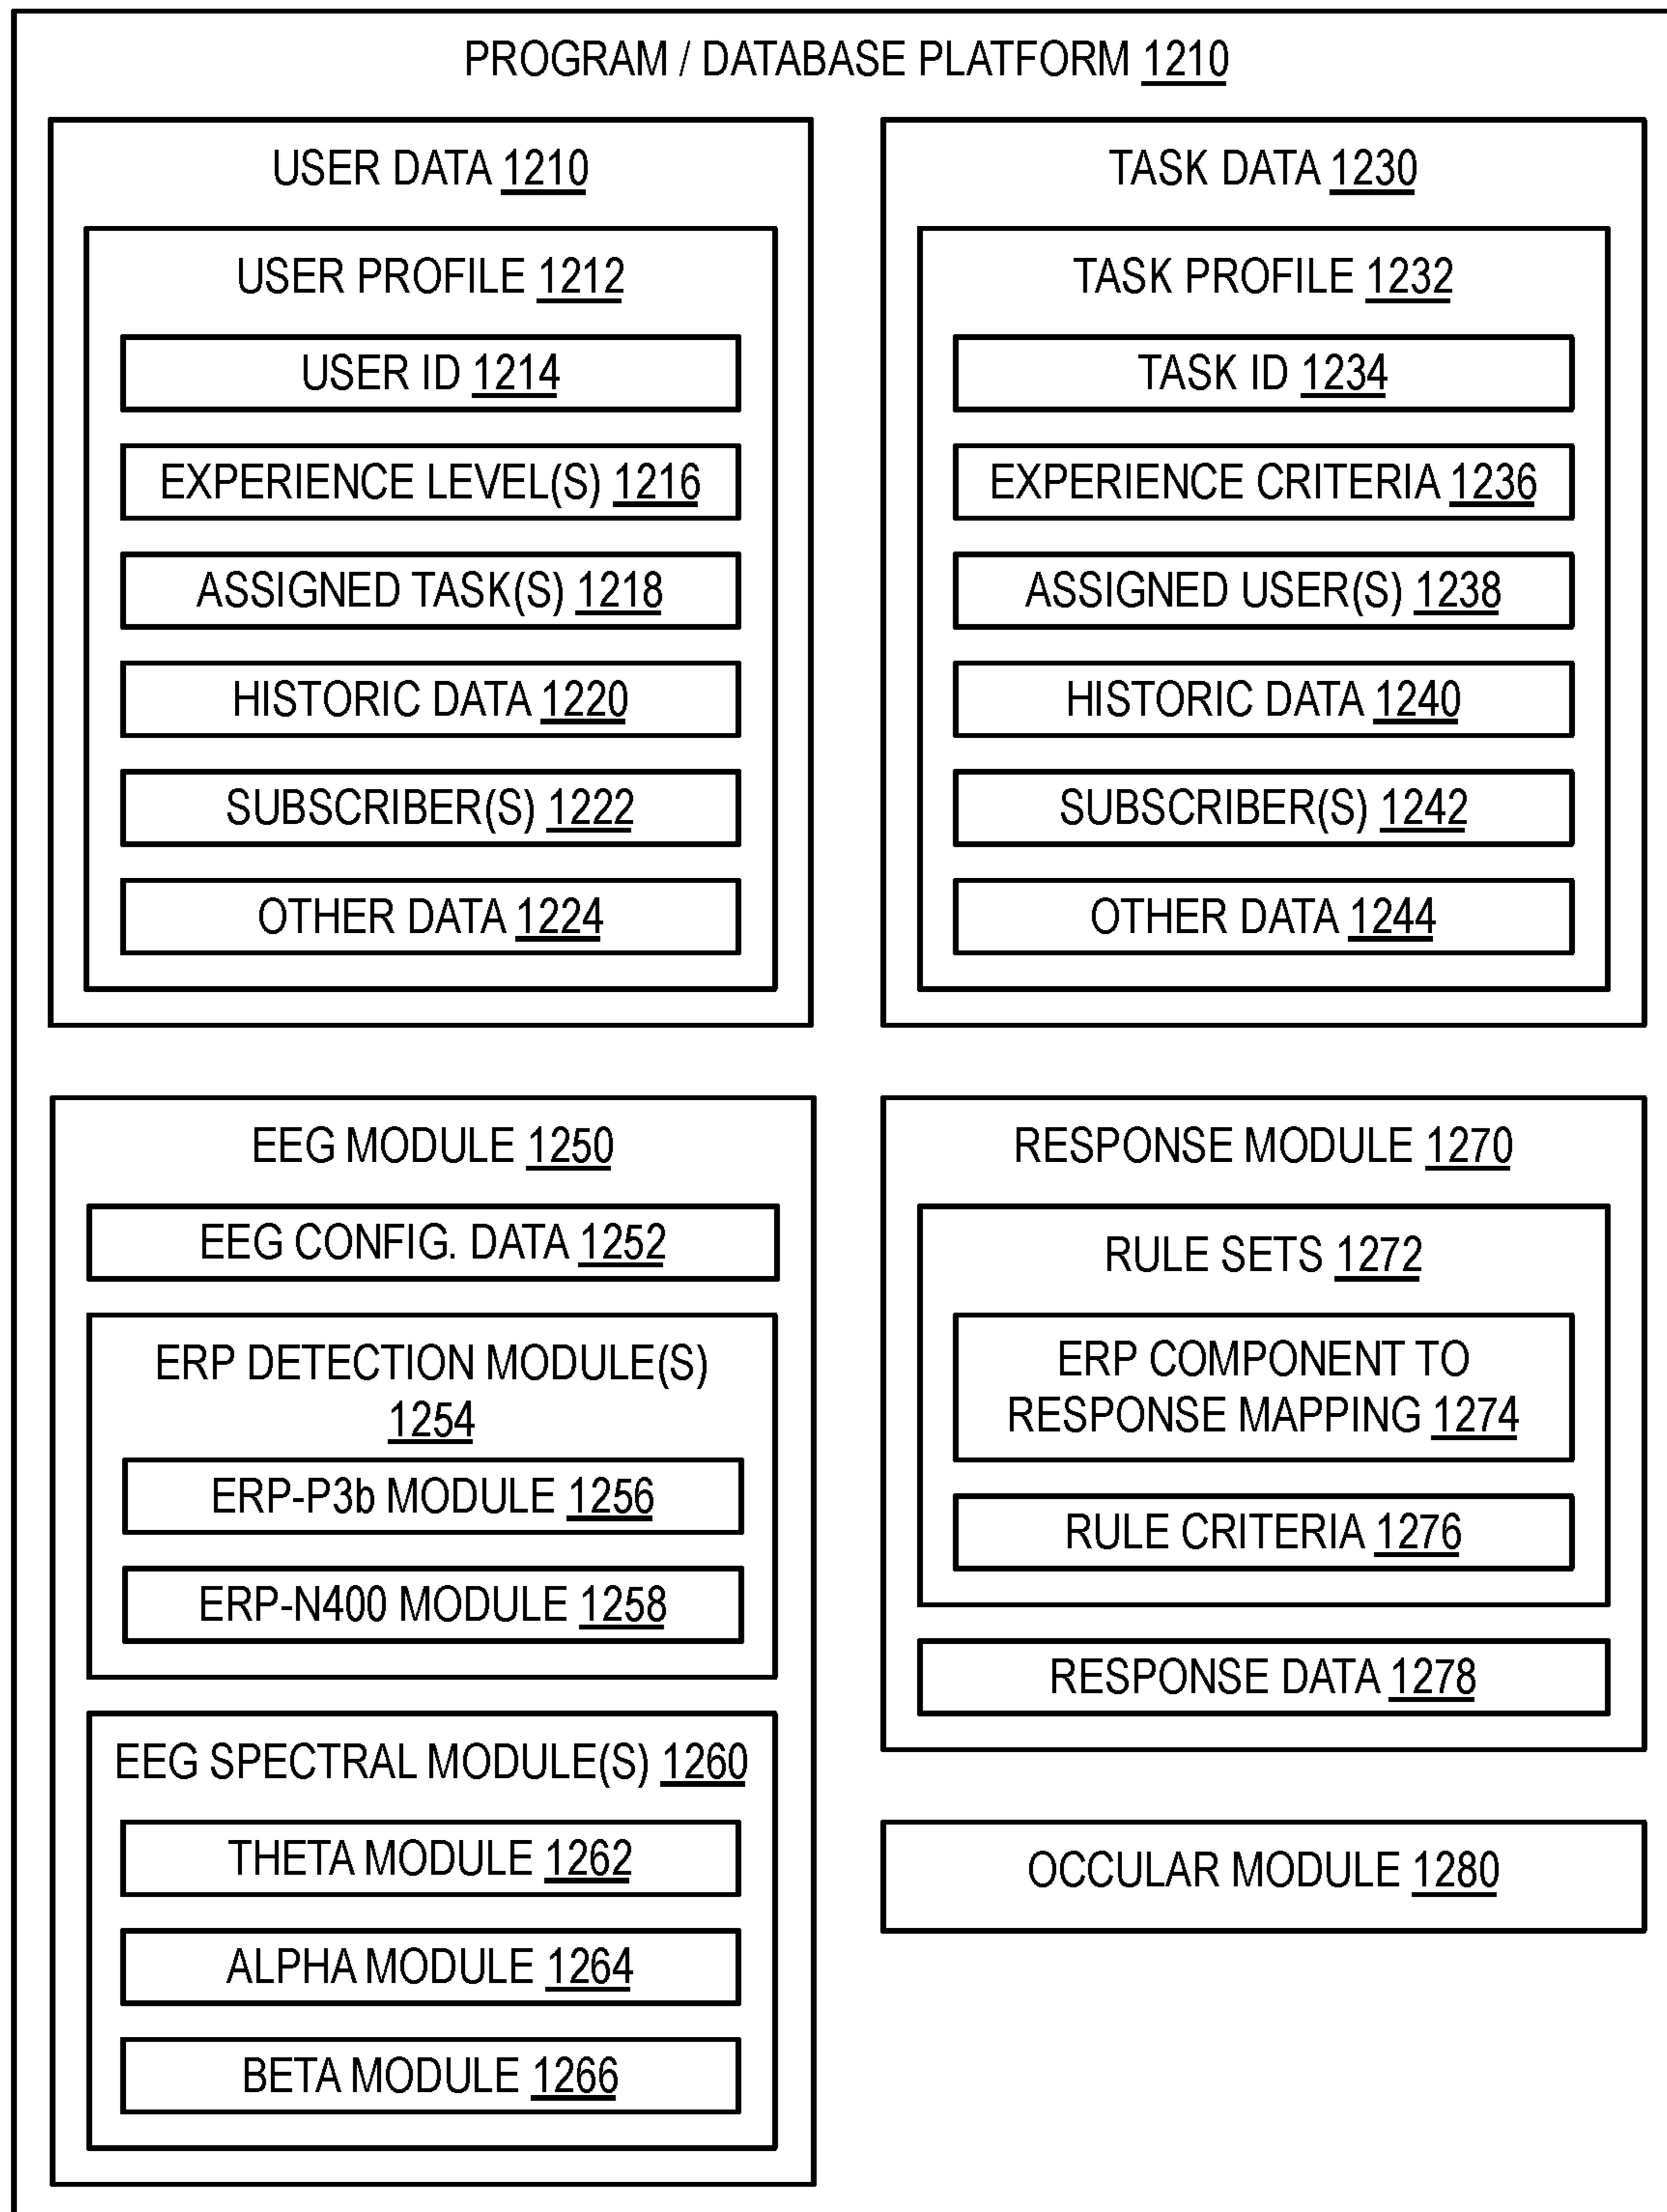 PROGRAM / DATABASE PLATFORM 1210
USER DATA 1210
USER PROFILE 1212
USER ID 1214
EXPERIENCE LEVEL(S) 1216
ASSIGNED TASK(S) 1218
HISTORIC DATA 1220
SUBSCRIBER(S) 1222
OTHER DATA 1224
TASK DATA 1230
TASK PROFILE 1232
TASK ID 1234
EXPERIENCE CRITERIA 1236
ASSIGNED USER(S) 1238
HISTORIC DATA 1240
SUBSCRIBER(S) 1242
OTHER DATA 1244
EEG MODULE 1250
EEG CONFIG. DATA 1252
ERP DETECTION MODULE(S)
1254
ERP-P3b MODULE 1256
ERP-N400 MODULE 1258
EEG SPECTRAL MODULE(S) 1260
THETA MODULE 1262
ALPHA MODULE 1264
BETA MODULE 1266
RESPONSE MODULE 1270
RULE SETS 1272
ERP COMPONENT TO
RESPONSE MAPPING 1274
RULE CRITERIA 1276
RESPONSE DATA 1278
OCCULAR MODULE 1280